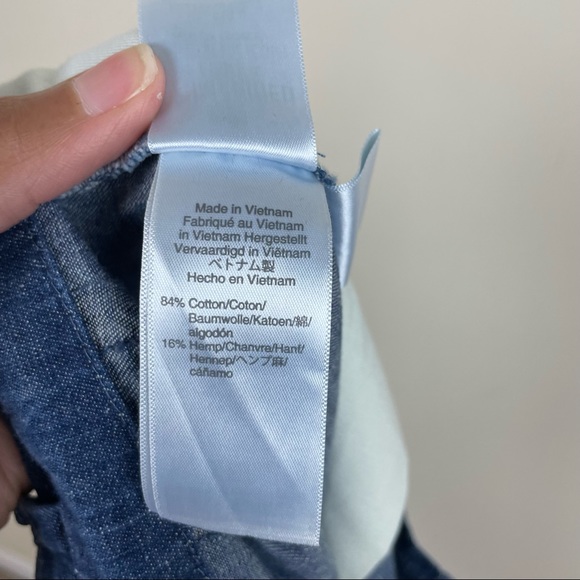 Made in Vietnam
Fabriqué au Vietnam
in Vietnam Hergestellt
Vervaardigd in Viëtnam
ベトナム製
Hecho en Vietnam
84% Cotton/Coton/
Baumwolle/Katoen/綿/
algodón
16% Hemp/Chanvre/Hanf/
Hennep/ヘンプ麻/
cáñamo